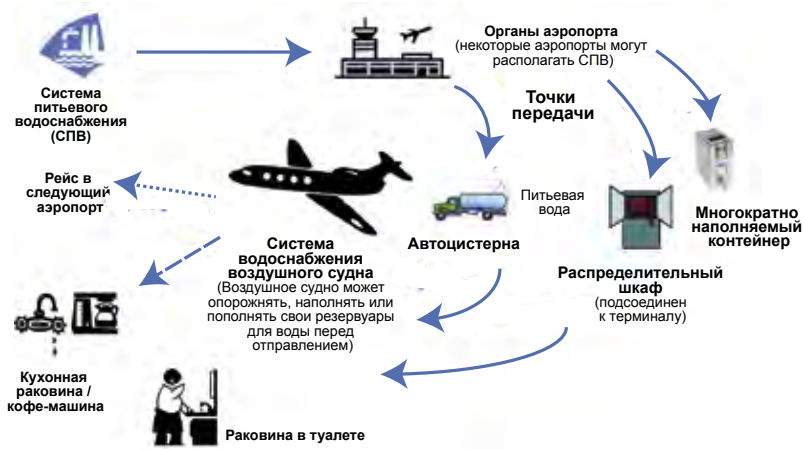 Система
питьевого
водоснабжения
(СПВ)
Органы аэропорта
(некоторые аэропорты могут
располагать СПВ)
Точки
передачи
Рейс в
следующий
аэропорт
Питьевая
вода
Автоцистерна
Многократно
наполняемый
контейнер
Система
водоснабжения
воздушного судна
(Воздушное судно может
опорожнять, наполнять или
пополнять свои резервуары
для воды перед
отправлением)
Распределительный
шкаф
(подсоединен
к терминалу)
Кухонная
раковина /
кофе-машина
Раковина в туалете